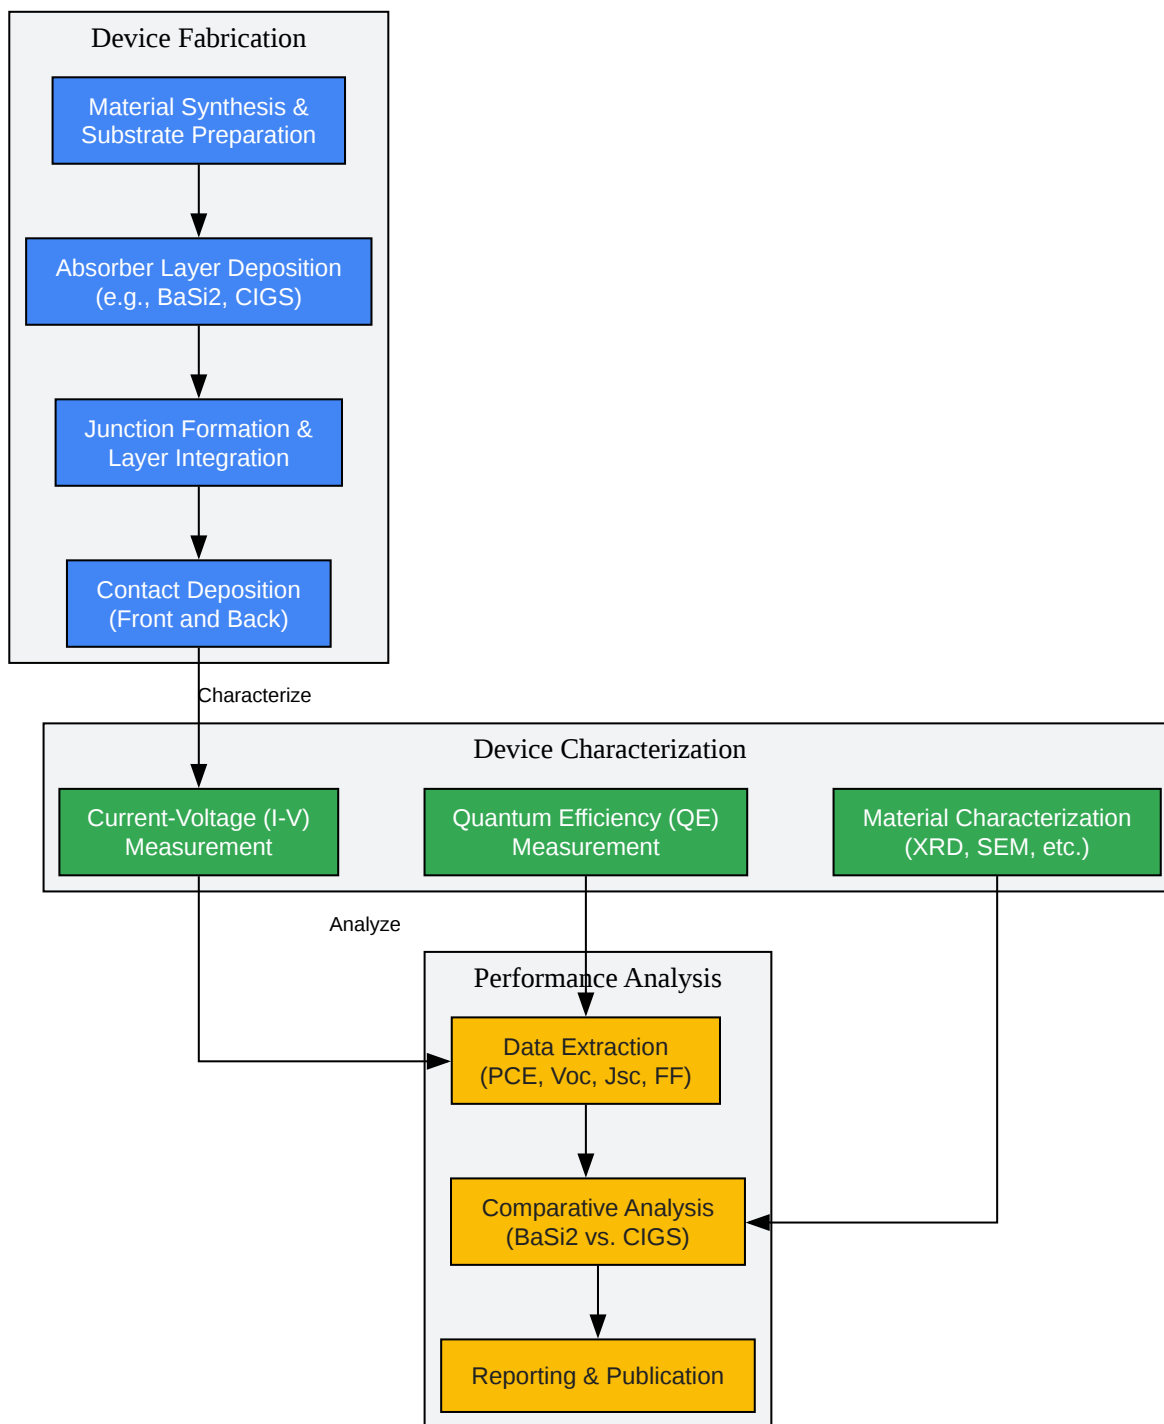 Device Fabrication
Material Synthesis &
Substrate Preparation
Absorber Layer Deposition
(e.g., BaSi2, CIGS)
Junction Formation &
Layer Integration
Contact Deposition
(Front and Back)
Characterize
Device Characterization
Current-Voltage (I-V)
Measurement
Quantum Efficiency (QE)
Measurement
Material Characterization
(XRD, SEM, etc.)
Analyze
Performance Analysis
Data Extraction
(PCE, Voc, Jsc, FF)
Comparative Analysis
(BaSi2 vs. CIGS)
Reporting & Publication